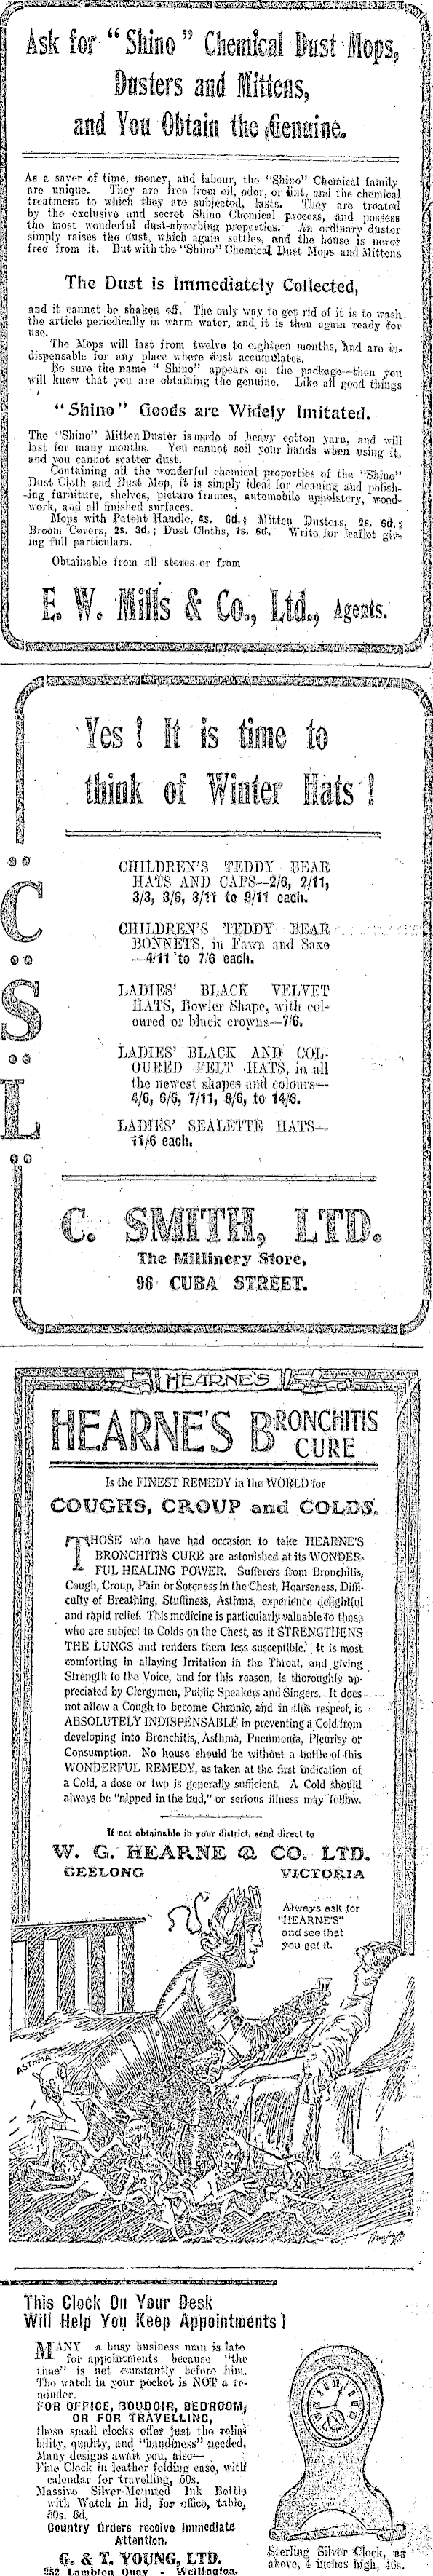 Ask for "Shino" Chemical Dust Mops,
Dusters and Mittens,
and You Obtain the Genuine.
As a saver of time, money, and labour, the "Shino" Chemical family
are unique. They are free from oil, odor, or lint, and the chemical
treatment to which they are subjected, lasts. They are treated
by the exclusive and secret Shino Chemical process, and possess
the most wonderful dust-absorbing properties. An ordinary duster
simply raises the dust, which again settles, and the house is never
free from it. But with the "Shino" Chemical Dust Mops and Mittens
The Dust is Immediately Collected,
and it cannot be shaken off. The only way to get rid of it is to wash
the article periodically in warm water, and it is then again ready for
use.
The Mops will last from twelve to eighteen months, and are in-
dispensable for any place where dust accumulates.
Be sure the name "Shino" appears on the package—then you
will know that you are obtaining the genuine. Like all good things
"Shino" Goods are Widely Imitated.
The "Shino" Mitten Duster is made of heavy cotton yarn, and will
last for many months. You cannot soil your hands when using it,
and you cannot scatter dust.
Containing all the wonderful chemical properties of the "Shino"
Dust Cloth and Dust Mop, it is simply ideal for cleaning and polish-
ing furniture, shelves, picture frames, automobile upholstery, wood-
work, and all finished surfaces.
Mops with Patent Handle, 4s. 6d.; Mitten Dusters, 2s. 6d.;
Broom Covers, 2s. 3d.; Dust Cloths, 1s. 6d. Write for leaflet giv-
ing full particulars.
Obtainable from all stores or from
E. W. Mills & Co., Ltd., Agents.
Yes! It is time to
think of Winter Hats!
C
S
L
CHILDREN'S TEDDY BEAR
HATS AND CAPS—2/6, 2/11,
3/3, 3/6, 3/11 to 9/11 each.
CHILDREN'S TEDDY BEAR
BONNETS, in Fawn and Saxe
—4/11 to 7/6 each.
LADIES' BLACK VELVET
HATS, Bowler Shape, with col-
oured or black crowns—7/6.
LADIES' BLACK AND COL-
OURED FELT HATS, in all
the newest shapes and colours—
4/6, 6/6, 7/11, 8/6, to 14/6.
LADIES' SEALETTE HATS—
11/6 each.
C. SMITH, LTD.
The Millinery Store,
96 CUBA STREET.
HEARNE'S
HEARNE'S BRONCHITIS
CURE
Is the FINEST REMEDY in the WORLD for
COUGHS, CROUP and COLDS.
THOSE who have had occasion to take HEARNE'S
BRONCHITIS CURE are astonished at its WONDER-
FUL HEALING POWER. Sufferers from Bronchitis,
Cough, Croup, Pain or Soreness in the Chest, Hoarseness, Diffi-
culty of Breathing, Stuffiness, Asthma, experience delightful
and rapid relief. This medicine is particularly valuable to those
who are subject to Colds on the Chest, as it STRENGTHENS
THE LUNGS and renders them less susceptible. It is most
comforting in allaying Irritation in the Throat, and giving
Strength to the Voice, and for this reason, is thoroughly ap-
preciated by Clergymen, Public Speakers and Singers. It does
not allow a Cough to become Chronic, and in this respect, is
ABSOLUTELY INDISPENSABLE in preventing a Cold from
developing into Bronchitis, Asthma, Pneumonia, Pleurisy or
Consumption. No house should be without a bottle of this
WONDERFUL REMEDY, as taken at the first indication of
a Cold, a dose or two is generally sufficient. A Cold should
always be "nipped in the bud," or serious illness may follow.
If not obtainable in your district, send direct to
W. G. HEARNE & CO. LTD.
GEELONG VICTORIA
Always ask for
"HEARNE'S"
and see that
you get it.
ASTHMA
This Clock On Your Desk
Will Help You Keep Appointments!
MANY a busy business man is late
for appointments because "the
time" is not constantly before him.
The watch in your pocket is NOT a re-
minder.
FOR OFFICE, BOUDOIR, BEDROOM,
OR FOR TRAVELLING,
these small clocks offer just the relia-
bility, quality, and "handiness" needed.
Many designs await you, also—
Fine Clock in leather folding case, with
calendar for travelling, 50s.
Massive Silver-Mounted Ink Bottle
with Watch in lid, for office, table,
50s. 6d.
Country Orders receive Immediate
Attention.
G. & T. YOUNG, LTD.
252 Lambton Quay - Wellington.
Sterling Silver Clock, as
above, 4 inches high, 46s.